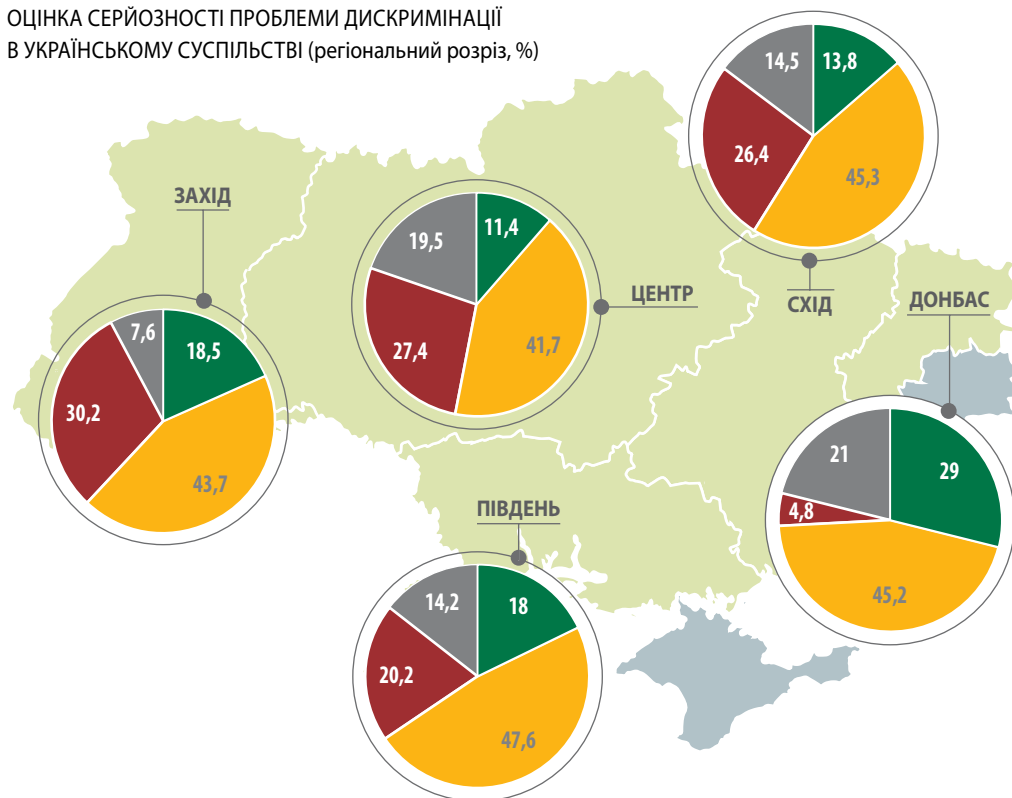 ОЦІНКА СЕРЙОЗНОСТІ ПРОБЛЕМИ ДИСКРИМІНАЦІЇ
В УКРАЇНСЬКОМУ СУСПІЛЬСТВІ (регіональний розріз, %)
14,5
13,8
26,4
45,3
СХІД
ЗАХІД
7,6
18,5
30,2
43,7
19,5
11,4
27,4
41,7
ЦЕНТР
ДОНБАС
21
29
4,8
45,2
ПІВДЕНЬ
14,2
18
20,2
47,6